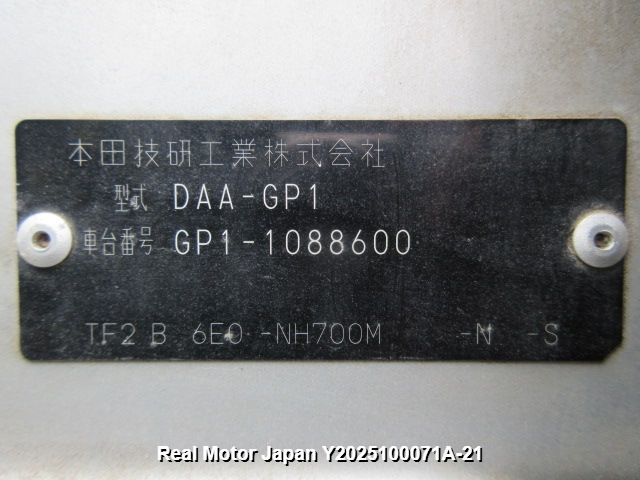 本田技研工業株式会社
型式 DAA-GP1
車台番号 GP1-1088600
TF2 B 6E0 -NH700M -N -S
Real Motor Japan Y2025100071A-21